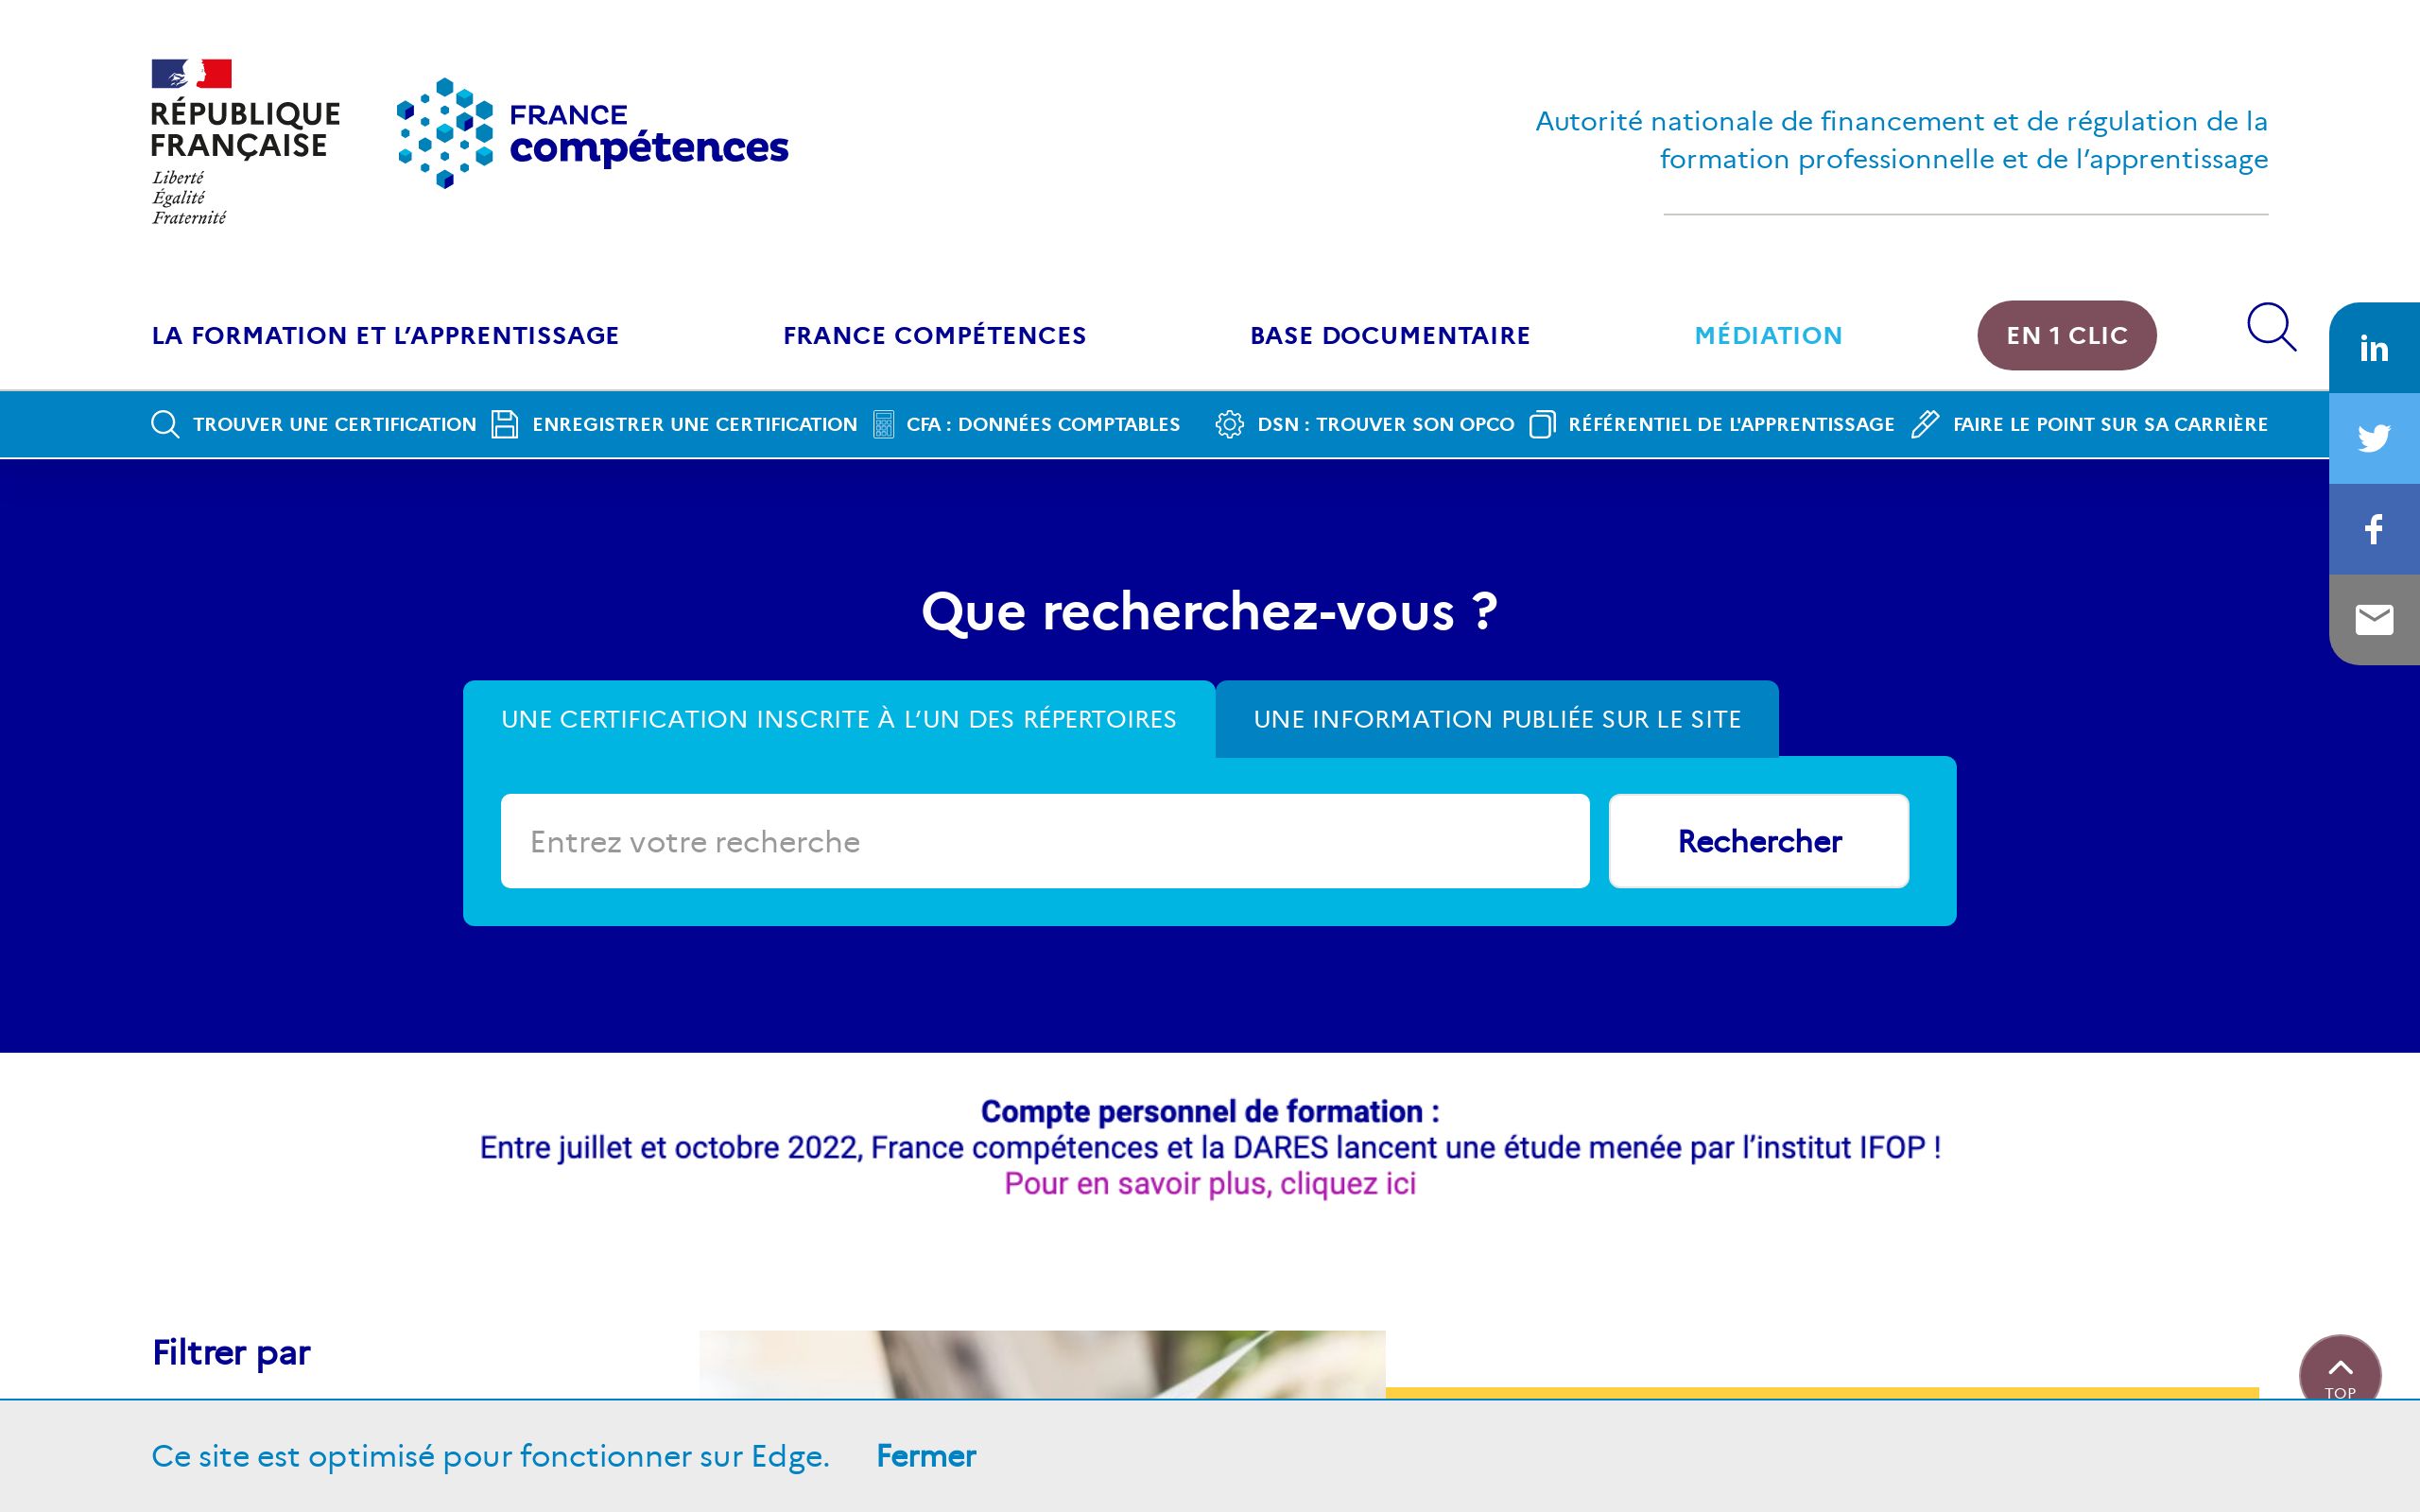 RÉPUBLIQUE
FRANÇAISE
Liberté
Égalité
Fraternité
FRANCE
compétences
Autorité nationale de financement et de régulation de la
formation professionnelle et de l’apprentissage
LA FORMATION ET L’APPRENTISSAGE
FRANCE COMPÉTENCES
BASE DOCUMENTAIRE
MÉDIATION
EN 1 CLIC
in
TROUVER UNE CERTIFICATION
ENREGISTRER UNE CERTIFICATION
CFA : DONNÉES COMPTABLES
DSN : TROUVER SON OPCO
RÉFÉRENTIEL DE L'APPRENTISSAGE
FAIRE LE POINT SUR SA CARRIÈRE
f
Que recherchez-vous ?
UNE CERTIFICATION INSCRITE À L’UN DES RÉPERTOIRES
UNE INFORMATION PUBLIÉE SUR LE SITE
Entrez votre recherche
Rechercher
Compte personnel de formation :
Entre juillet et octobre 2022, France compétences et la DARES lancent une étude menée par l’institut IFOP !
Pour en savoir plus, cliquez ici
Filtrer par
TOP
Ce site est optimisé pour fonctionner sur Edge.
Fermer